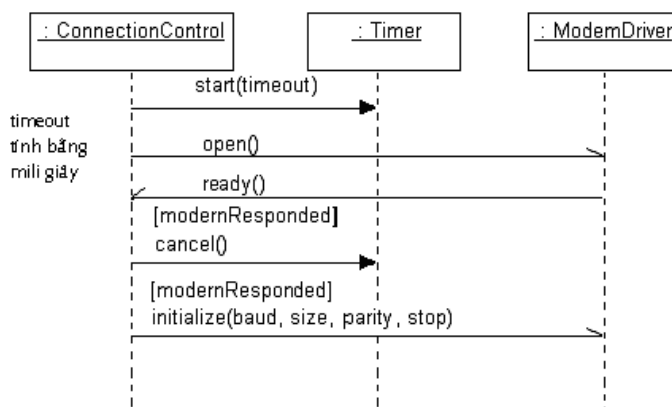 : ConnectionControl
: Timer
: ModemDriver
start(timeout)
timeout
tính bằng
mili giây
open()
ready()
[modernResponded]
cancel()
[modernResponded]
initialize(baud, size, parity, stop)